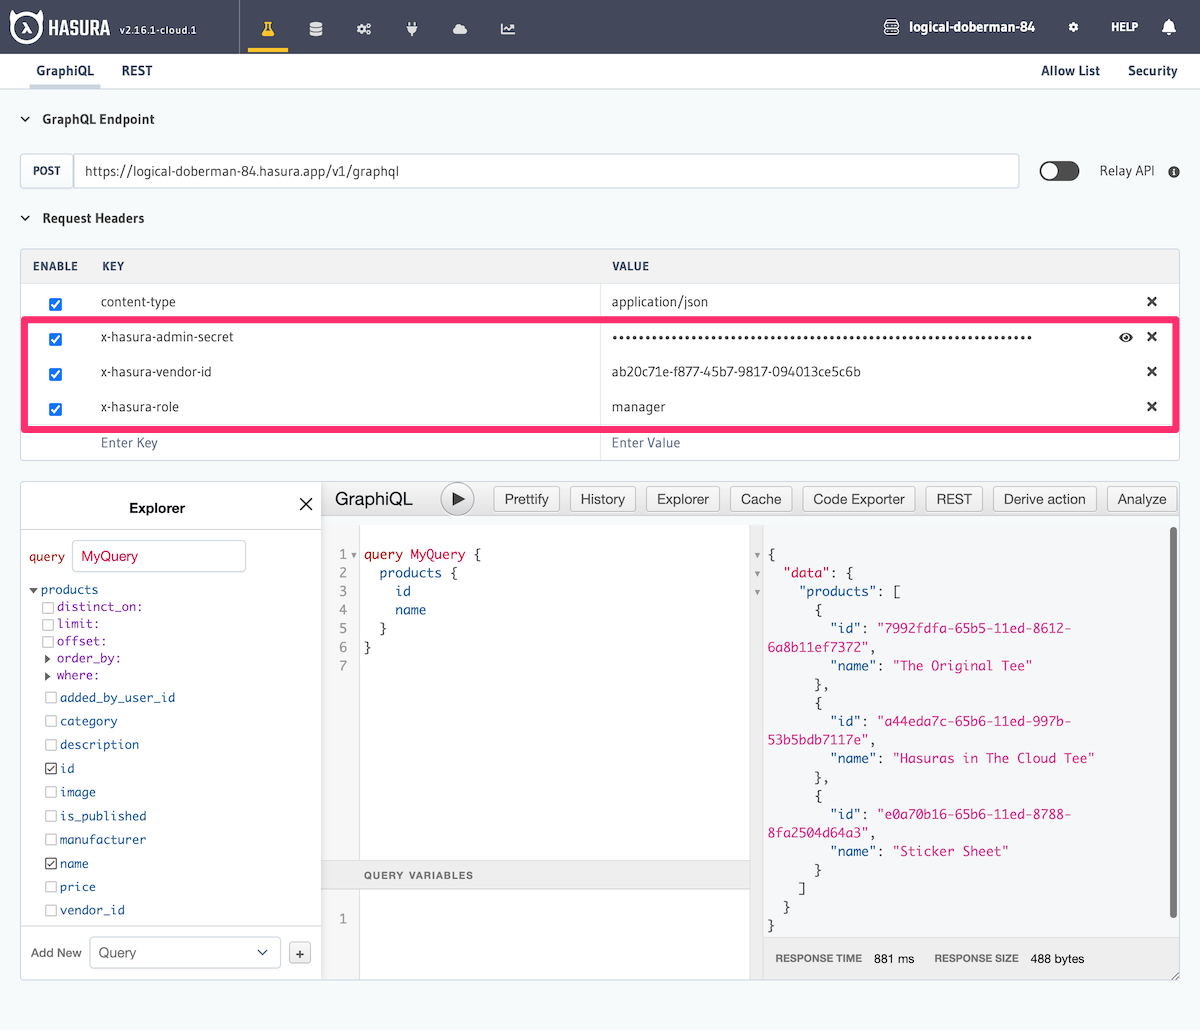 HASURA v2.16.1-cloud.1 logical-doberman-84 HELP
GraphiQL REST Allow List Security
GraphQL Endpoint
POST https://logical-doberman-84.hasura.app/v1/graphql Relay API
Request Headers
ENABLE KEY VALUE
content-type application/json
x-hasura-admin-secret ••••••••••••••••••••••••••••••••••••••••••••••••••••••••••••••••
x-hasura-vendor-id ab20c71e-f877-45b7-9817-094013ce5c6b
x-hasura-role manager
Enter Key Enter Value
Explorer
query MyQuery
products
distinct_on:
limit:
offset:
order_by:
where:
added_by_user_id
category
description
id
image
is_published
manufacturer
name
price
vendor_id
Add New Query +
GraphiQL Prettify History Explorer Cache Code Exporter REST Derive action Analyze
1 query MyQuery {
2 products {
3 id
4 name
5 }
6 }
7
QUERY VARIABLES
1
{
"data": {
"products": [
{
"id": "7992fdfa-65b5-11ed-8612-
6a8b11ef7372",
"name": "The Original Tee"
},
{
"id": "a44eda7c-65b6-11ed-997b-
53b5bdb7117e",
"name": "Hasuras in The Cloud Tee"
},
{
"id": "e0a70b16-65b6-11ed-8788-
8fa2504d64a3",
"name": "Sticker Sheet"
}
]
}
}
RESPONSE TIME 881 ms RESPONSE SIZE 488 bytes